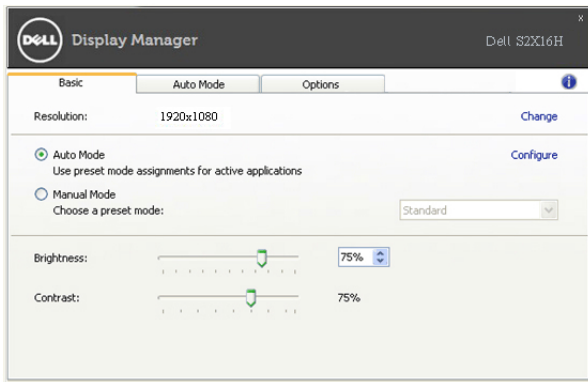 x
DELL Display Manager Dell S2X16H
Basic Auto Mode Options i
Resolution: 1920x1080 Change
Auto Mode Configure
Use preset mode assignments for active applications
Manual Mode
Choose a preset mode: Standard
Brightness: 75%
Contrast: 75%